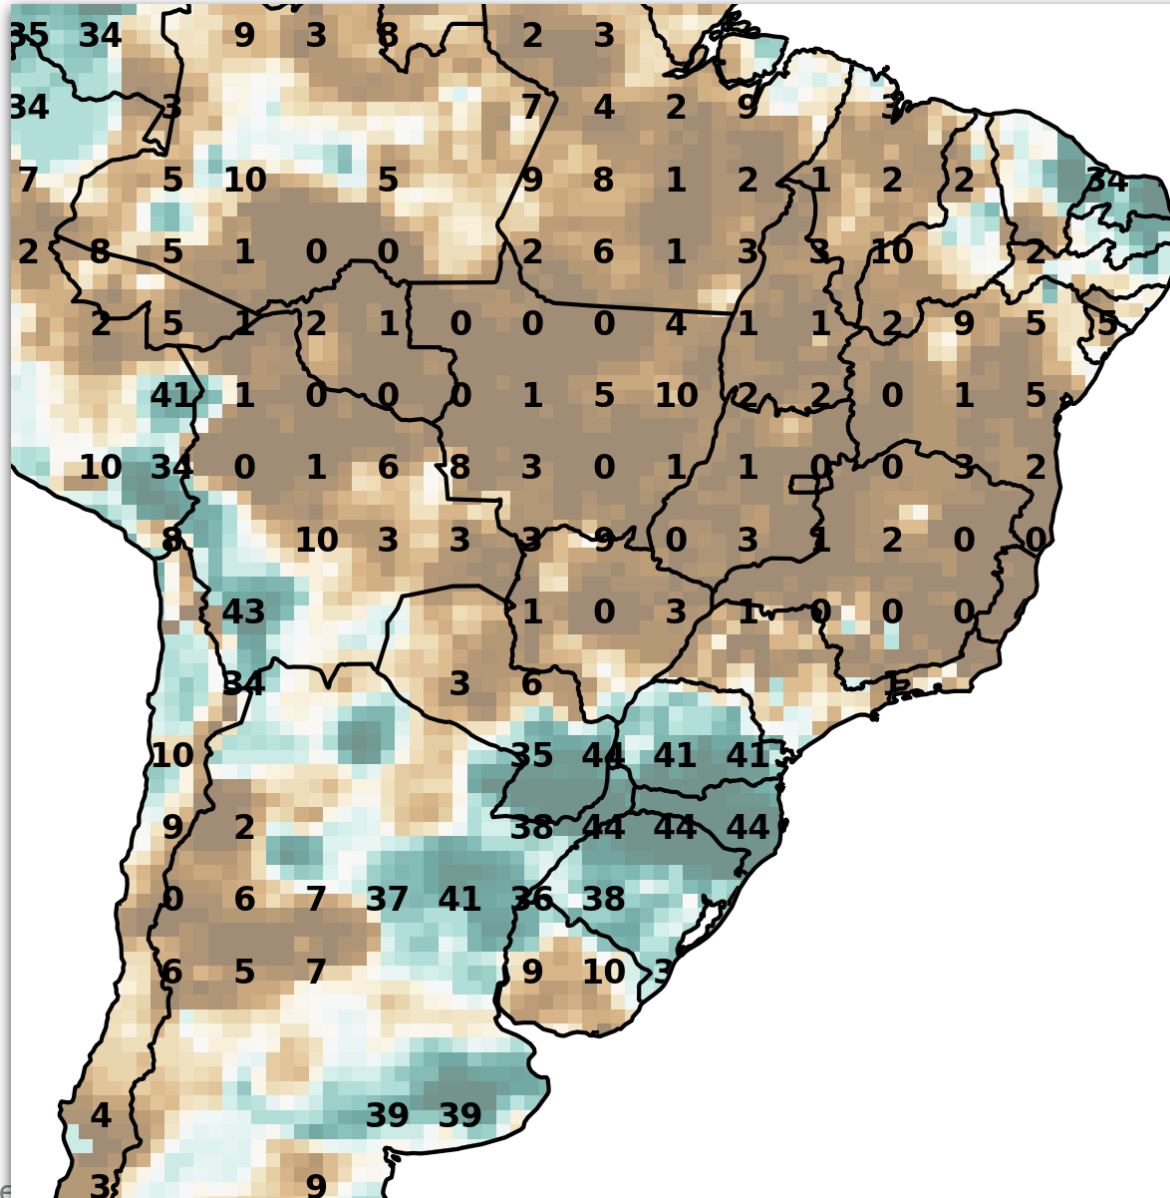 35 34 9 3 8 2 3
34 3 7 4 2 9 3
7 5 10 5 9 8 1 2 1 2 2 34
2 8 5 1 0 0 2 6 1 3 3 10 2
2 5 1 2 1 0 0 0 4 1 1 2 9 5 5
41 1 0 0 0 1 5 10 2 2 0 1 5
10 34 0 1 6 8 3 0 1 1 0 0 3 2
8 10 3 3 3 9 0 3 1 2 0 0
43 1 0 3 1 0 0 0
34 3 6 1
10 35 44 41 41
9 2 38 44 44 44
0 6 7 37 41 36 38
6 5 7 9 10 3
4 39 39
3 9
e